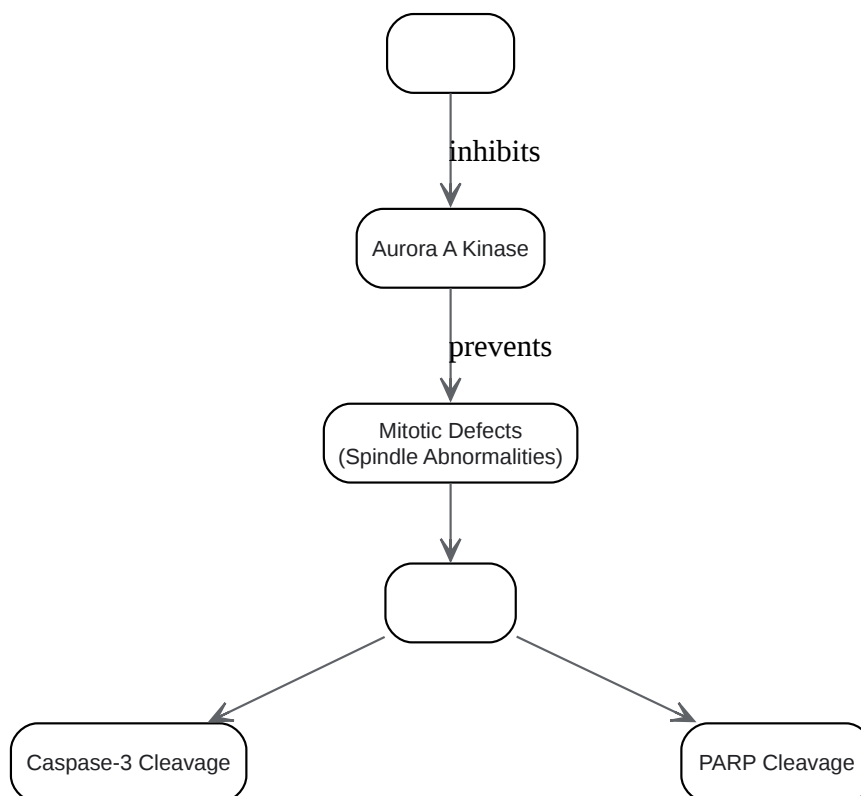 inhibits
Aurora A Kinase
prevents
Mitotic Defects
(Spindle Abnormalities)
Caspase-3 Cleavage
PARP Cleavage